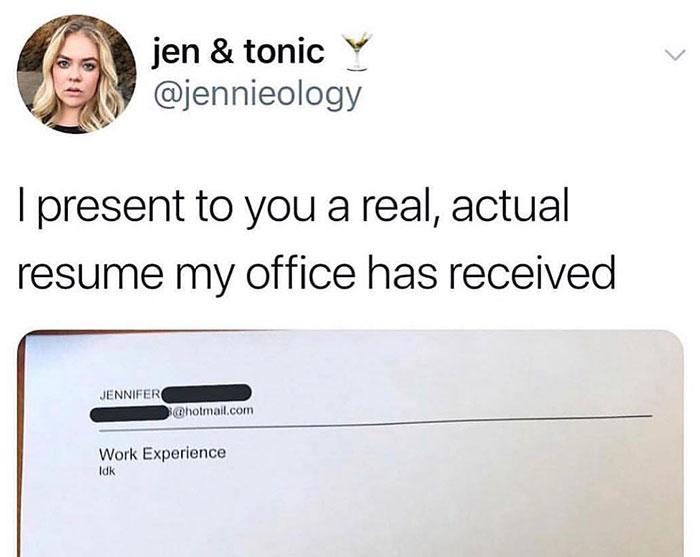 jen & tonic 🍸
@jennieology
I present to you a real, actual
resume my office has received
JENNIFER
@hotmail.com
Work Experience
Idk